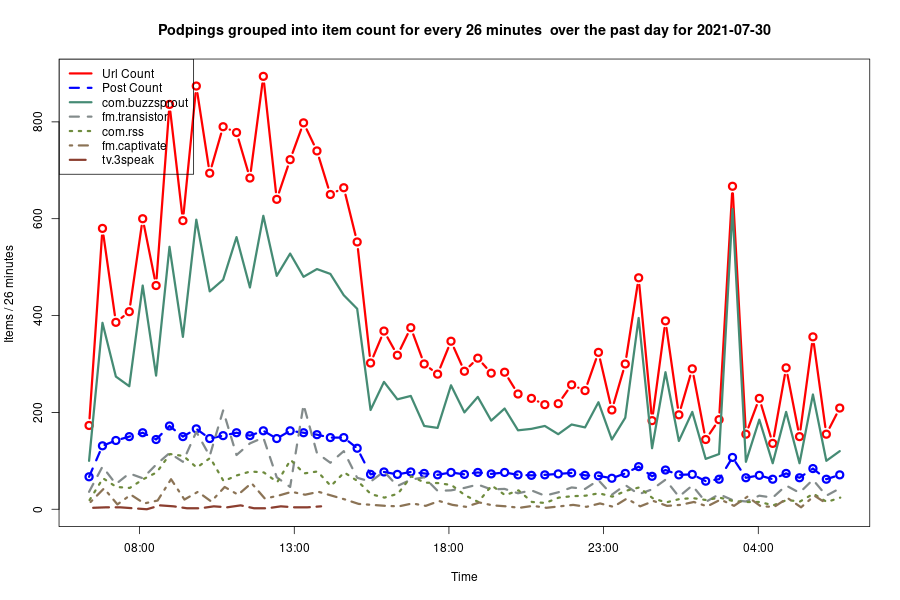 Podpings grouped into item count for every 26 minutes  over the past day for 2021-07-30
Url Count
Post Count
com.buzzsprout
fm.transistor
com.rss
fm.captivate
tv.3speak
Items / 26 minutes
800
600
400
200
0
08:00
13:00
18:00
23:00
04:00
Time